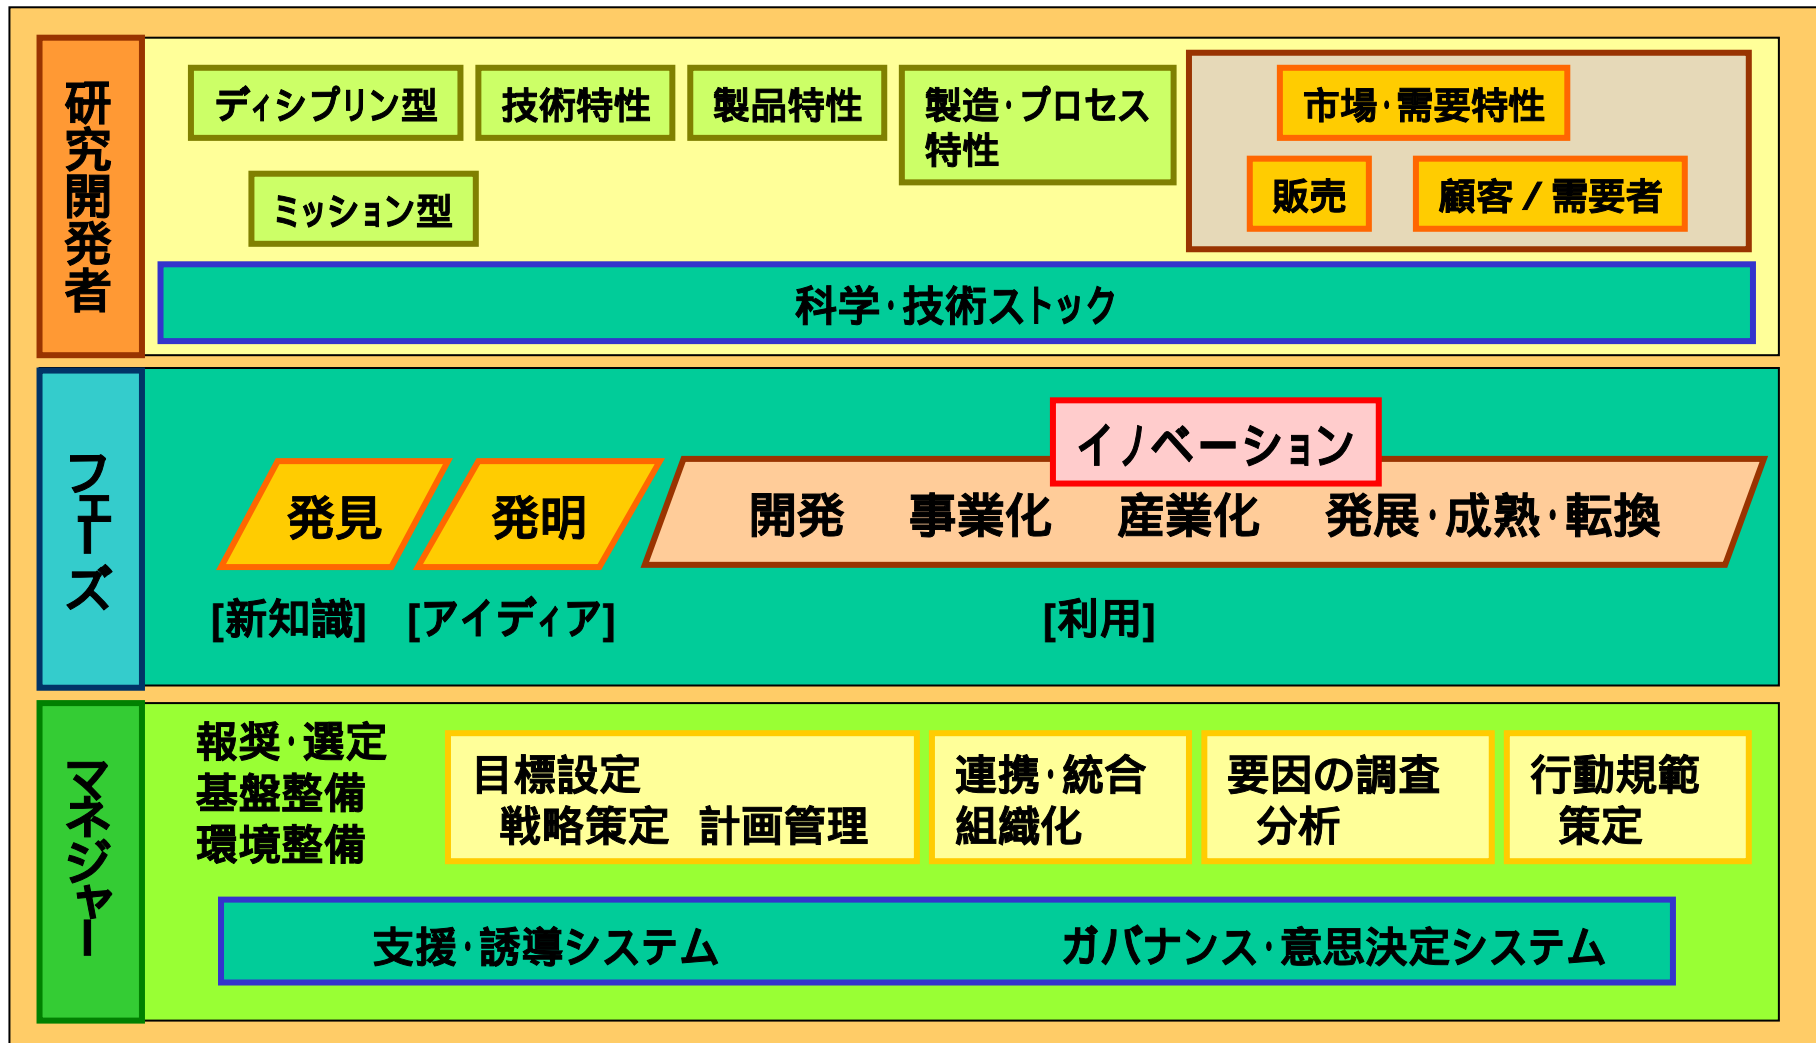 研究開発者
ディシプリン型
技術特性
製品特性
製造・プロセス
特性
市場・需要特性
ミッション型
販売
顧客/需要者
科学・技術ストック
フェーズ
イノベーション
発見
発明
開発 事業化 産業化 発展・成熟・転換
[新知識]
[アイディア]
[利用]
マネジャー
報奨・選定
基盤整備
環境整備
目標設定
戦略策定 計画管理
連携・統合
組織化
要因の調査
分析
行動規範
策定
支援・誘導システム
ガバナンス・意思決定システム